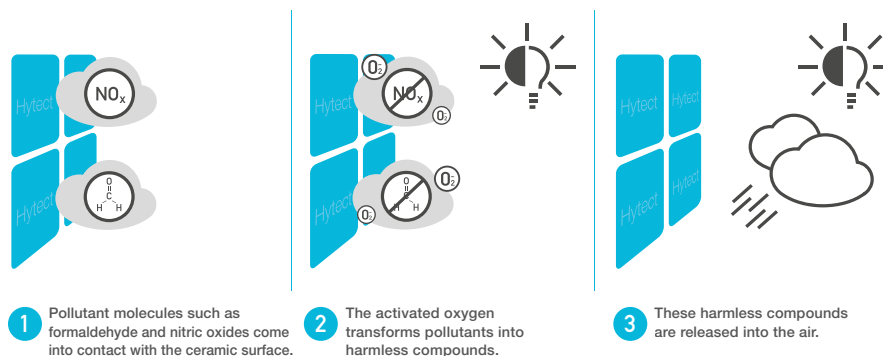 Hytect
NOx
Hytect
O
C
H H
O2-
Hytect
NOx
O2-
Hytect
O
C
H H
O2-
O2-
Hytect
Hytect
Hytect
Hytect
1
Pollutant molecules such as
formaldehyde and nitric oxides come
into contact with the ceramic surface.
2
The activated oxygen
transforms pollutants into
harmless compounds.
3
These harmless compounds
are released into the air.